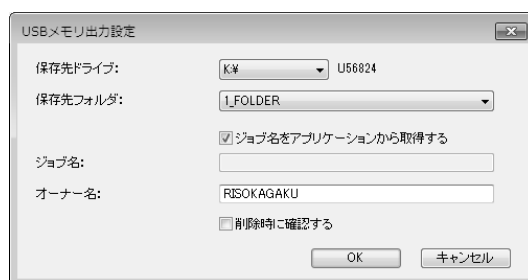 USBメモリ出力設定
保存先ドライブ: K:¥ U56824
保存先フォルダ: 1_FOLDER
ジョブ名をアプリケーションから取得する
ジョブ名:
オーナー名: RISOKAGAKU
削除時に確認する
OK キャンセル